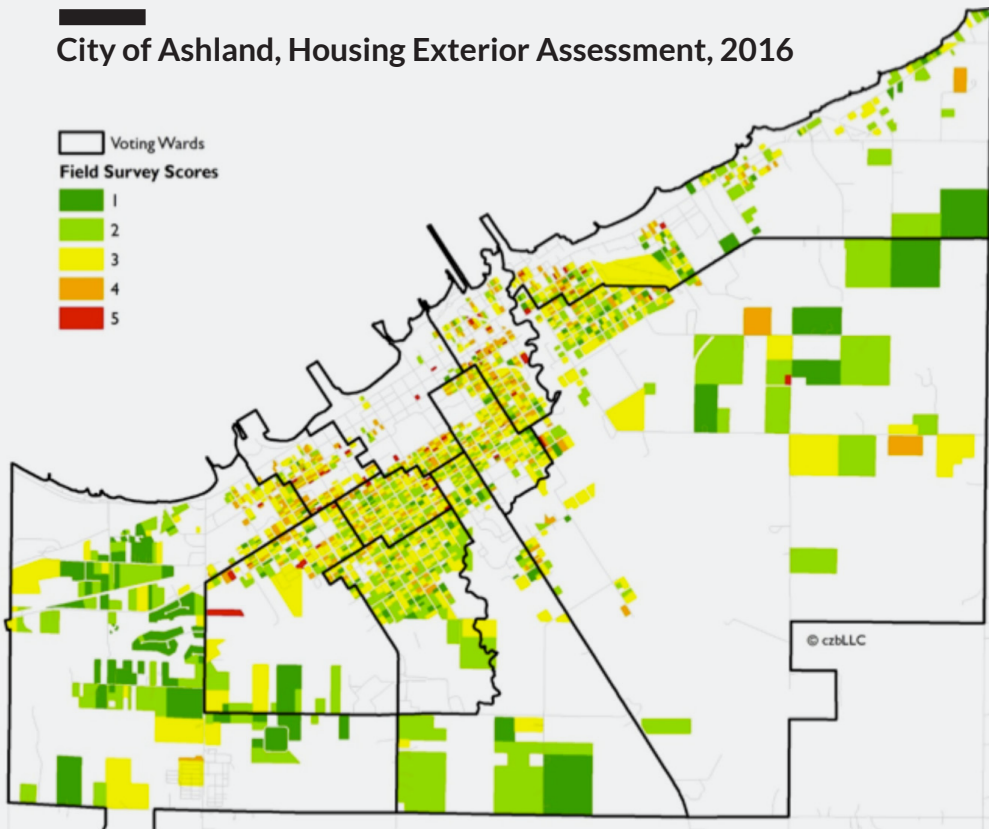 City of Ashland, Housing Exterior Assessment, 2016
Voting Wards
Field Survey Scores
1
2
3
4
5
© czbLLC